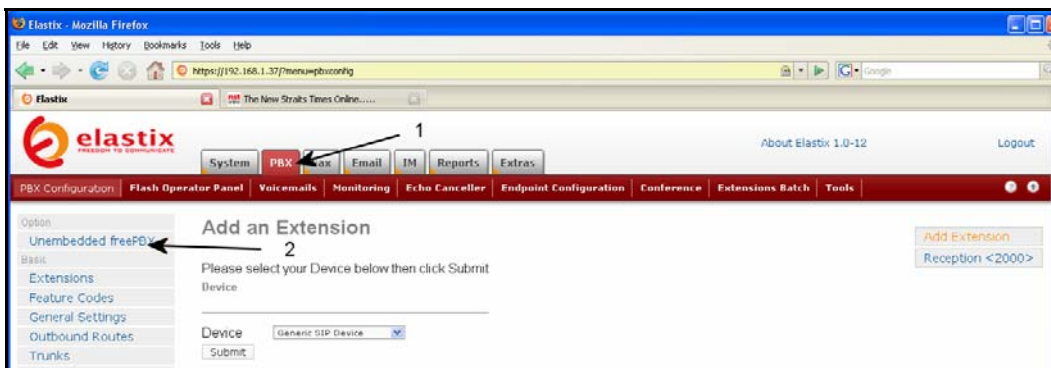 Elastix - Mozilla Firefox
File Edit View History Bookmarks Tools Help
https://192.168.1.37/?menu=pbxconfig
Google
Elastix
The New Straits Times Online......
elastix
FREEDOM TO COMMUNICATE
1
About Elastix 1.0-12
Logout
System PBX Fax Email IM Reports Extras
PBX Configuration Flash Operator Panel Voicemails Monitoring Echo Canceller Endpoint Configuration Conference Extensions Batch Tools
Option
Unembedded freePBX
Basic
Extensions
Feature Codes
General Settings
Outbound Routes
Trunks
Add an Extension
2
Please select your Device below then click Submit
Device
Device Generic SIP Device
Submit
Add Extension
Reception <2000>